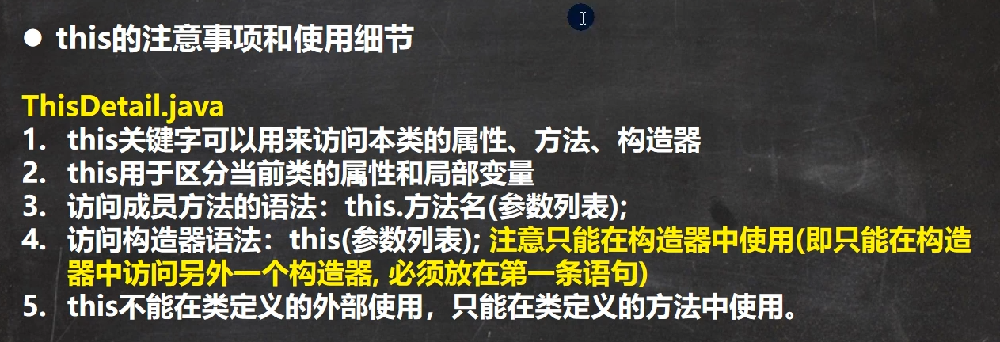 ● this的注意事项和使用细节
ThisDetail.java
1. this关键字可以用来访问本类的属性、方法、构造器
2. this用于区分当前类的属性和局部变量
3. 访问成员方法的语法：this.方法名(参数列表);
4. 访问构造器语法：this(参数列表); 注意只能在构造器中使用(即只能在构造
器中访问另外一个构造器, 必须放在第一条语句)
5. this不能在类定义的外部使用，只能在类定义的方法中使用。